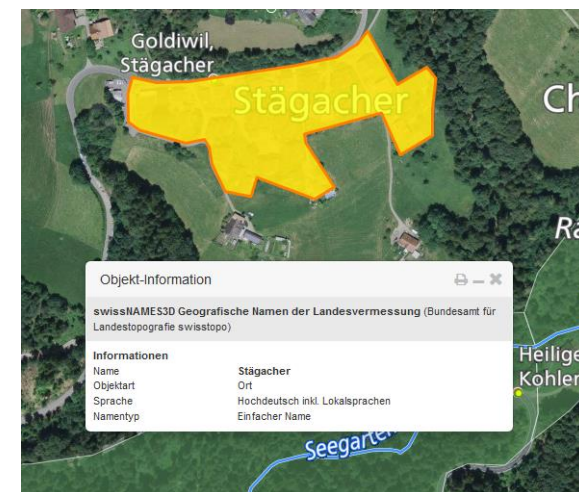 Goldiwil,
Stägacher
Stägacher
Ch
Ra
Objekt-Information
swissNAMES3D Geografische Namen der Landesvermessung (Bundesamt für
Landestopografie swisstopo)
Informationen
Name Stägacher
Objektart Ort
Sprache Hochdeutsch inkl. Lokalsprachen
Namentyp Einfacher Name
Heilige
Kohler
Seegarten